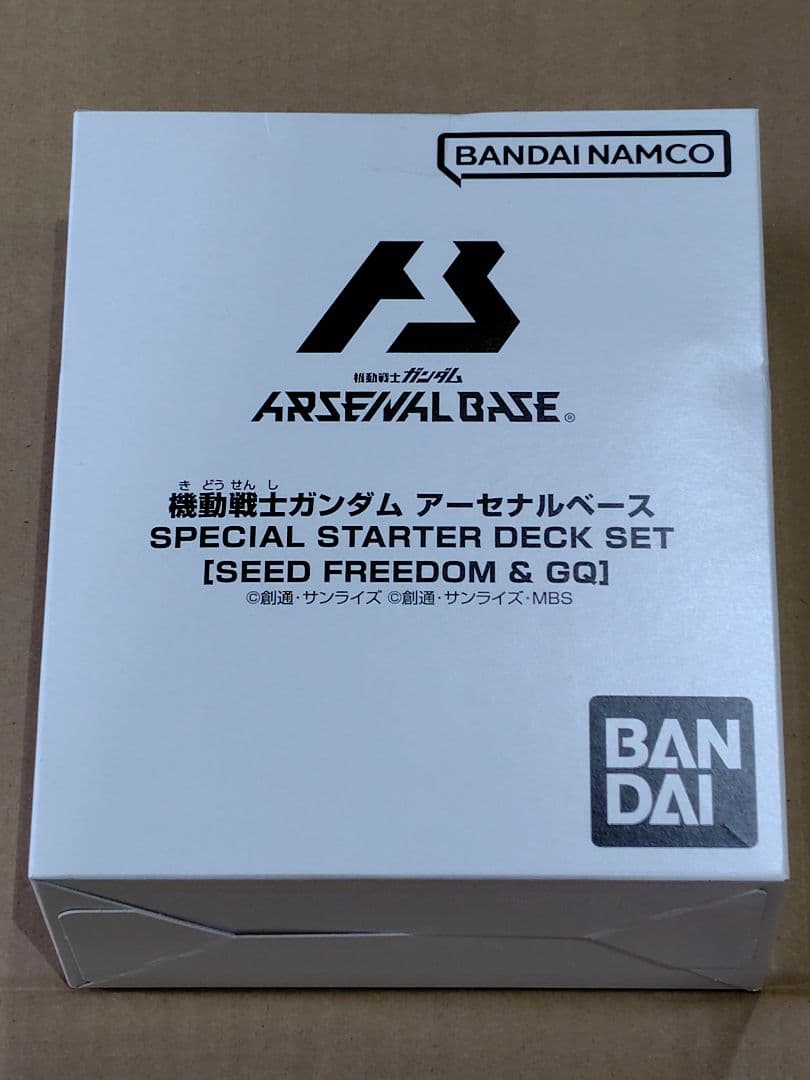 BANDAI NAMCO
AS
機動戦士ガンダム
ARSENAL BASE®
き どう せん し
機動戦士ガンダム アーセナルベース
SPECIAL STARTER DECK SET
[SEED FREEDOM & GQ]
©創通・サンライズ ©創通・サンライズ・MBS
BAN
DAI